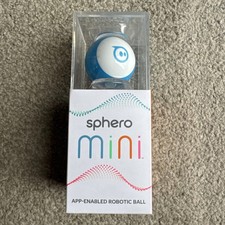 sphero
mini
APP-ENABLED ROBOTIC BALL